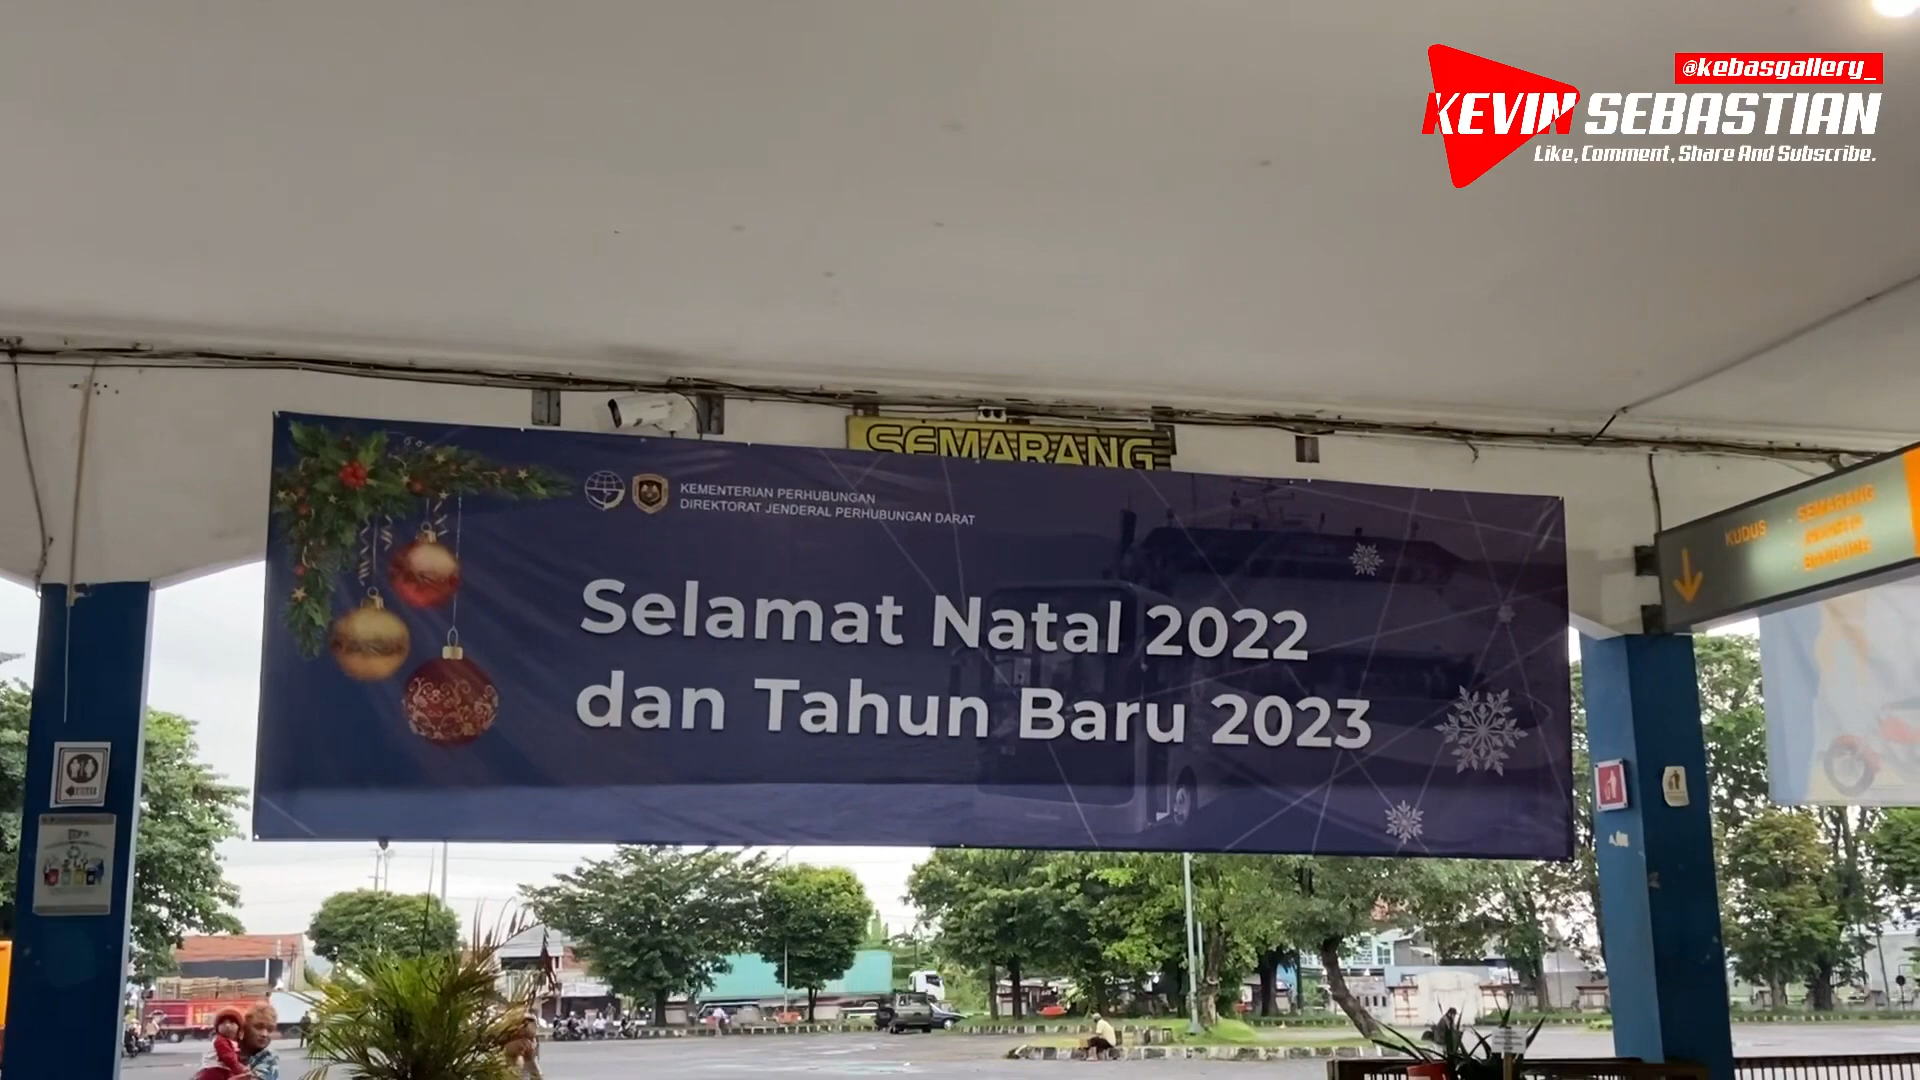 @kebasgallery_
KEVIN SEBASTIAN
Like, Comment, Share And Subscribe.
SEMARANG
KEMENTERIAN PERHUBUNGAN
DIREKTORAT JENDERAL PERHUBUNGAN DARAT
Selamat Natal 2022
dan Tahun Baru 2023
KUDUS - SEMARANG
- BANDUNG